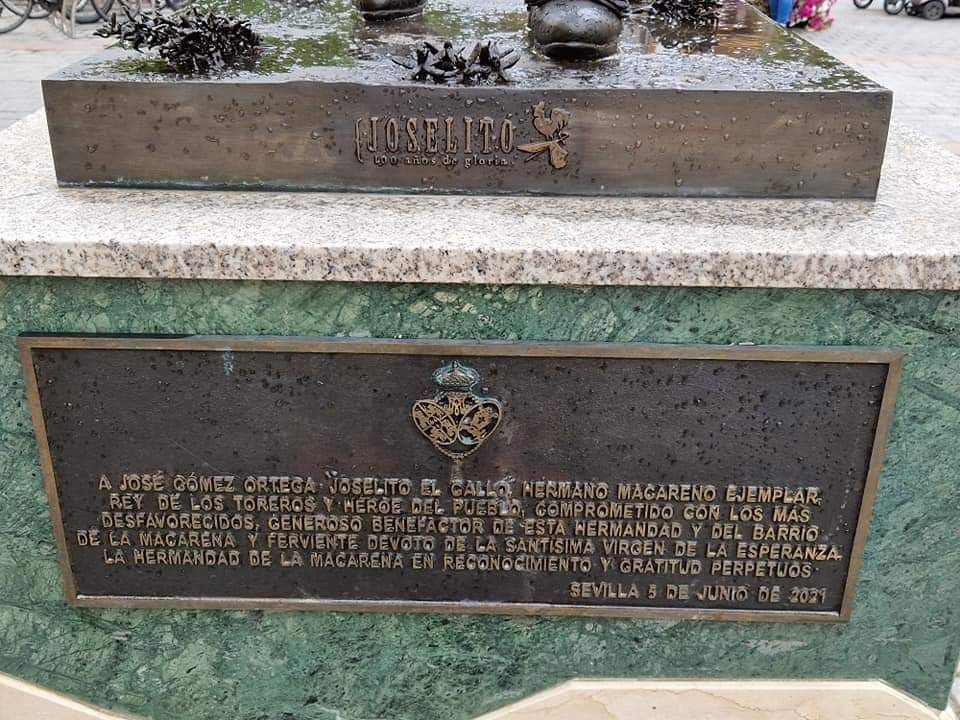 JOSELITO
100 años de gloria
A JOSÉ GÓMEZ ORTEGA "JOSELITO EL GALLO", HERMANO MACARENO EJEMPLAR,
REY DE LOS TOREROS Y HÉROE DEL PUEBLO, COMPROMETIDO CON LOS MÁS
DESFAVORECIDOS, GENEROSO BENEFACTOR DE ESTA HERMANDAD Y DEL BARRIO
DE LA MACARENA Y FERVIENTE DEVOTO DE LA SANTÍSIMA VIRGEN DE LA ESPERANZA.
LA HERMANDAD DE LA MACARENA EN RECONOCIMIENTO Y GRATITUD PERPETUOS
SEVILLA 5 DE JUNIO DE 2021